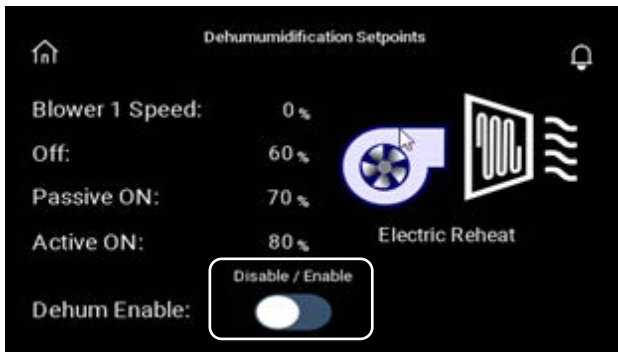 Dehumumidification Setpoints
Blower 1 Speed: 0 %
Off: 60 %
Passive ON: 70 %
Active ON: 80 %
Electric Reheat
Disable / Enable
Dehum Enable: